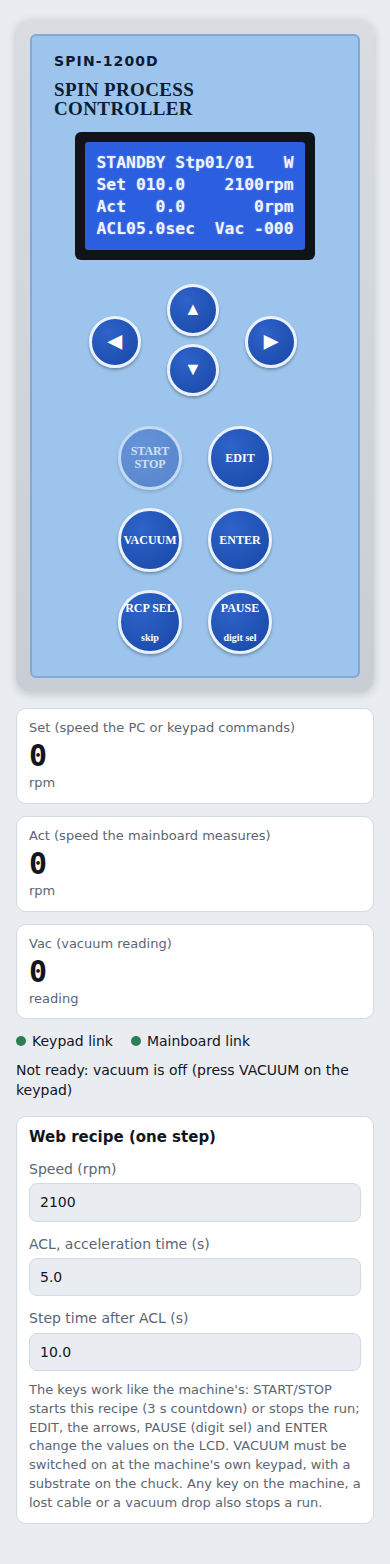 SPIN-1200D
SPIN PROCESS
CONTROLLER
STANDBY Stp01/01 W
Set 010.0 2100rpm
Act 0.0 0rpm
ACL05.0sec Vac -000
▲
◀ ▶
▼
START
STOP
EDIT
VACUUM
ENTER
RCP SEL
skip
PAUSE
digit sel
Set (speed the PC or keypad commands)
0
rpm
Act (speed the mainboard measures)
0
rpm
Vac (vacuum reading)
0
reading
Keypad link Mainboard link
Not ready: vacuum is off (press VACUUM on the
keypad)
Web recipe (one step)
Speed (rpm)
2100
ACL, acceleration time (s)
5.0
Step time after ACL (s)
10.0
The keys work like the machine's: START/STOP
starts this recipe (3 s countdown) or stops the run;
EDIT, the arrows, PAUSE (digit sel) and ENTER
change the values on the LCD. VACUUM must be
switched on at the machine's own keypad, with a
substrate on the chuck. Any key on the machine, a
lost cable or a vacuum drop also stops a run.